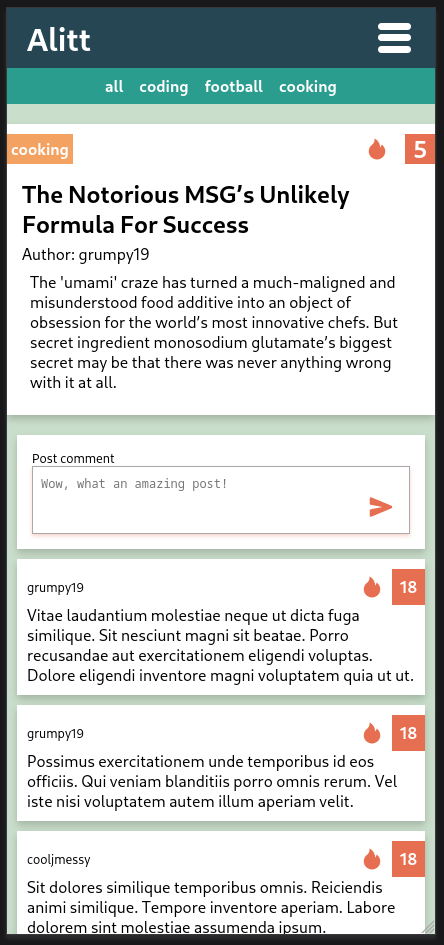 Alitt
all coding football cooking
cooking
5
The Notorious MSG’s Unlikely
Formula For Success
Author: grumpy19
The 'umami' craze has turned a much-maligned and
misunderstood food additive into an object of
obsession for the world’s most innovative chefs. But
secret ingredient monosodium glutamate’s biggest
secret may be that there was never anything wrong
with it at all.
Post comment
Wow, what an amazing post!
grumpy19
18
Vitae laudantium molestiae neque ut dicta fuga
similique. Sit nesciunt magni sit beatae. Porro
recusandae aut exercitationem eligendi voluptas.
Dolore eligendi inventore magni voluptatem quia ut ut.
grumpy19
18
Possimus exercitationem unde temporibus id eos
officiis. Qui veniam blanditiis porro omnis rerum. Vel
iste nisi voluptatem autem illum aperiam velit.
cooljmessy
18
Sit dolores similique temporibus omnis. Reiciendis
animi similique. Tempore inventore aperiam. Labore
dolorem sint molestiae assumenda ipsum.